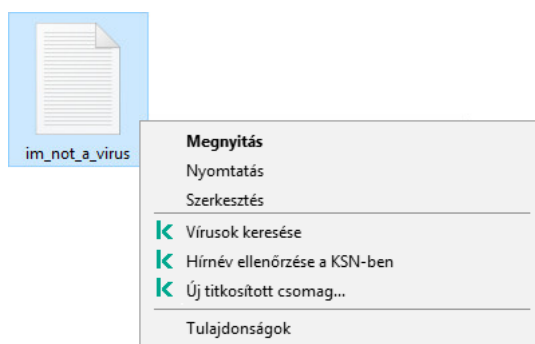 im_not_a_virus
Megnyitás
Nyomtatás
Szerkesztés
Vírusok keresése
Hírnév ellenőrzése a KSN-ben
Új titkosított csomag...
Tulajdonságok